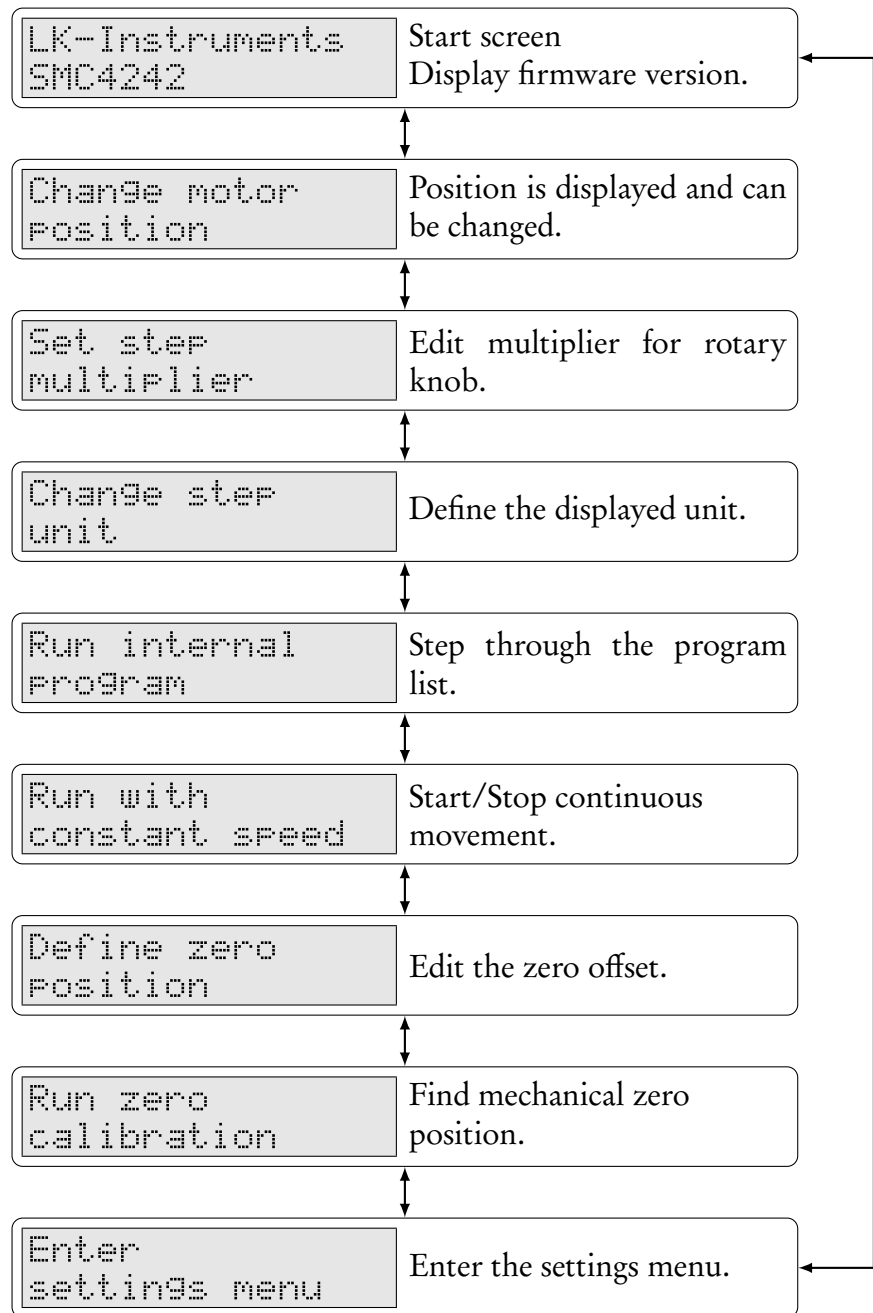 LK-Instruments
SMC4242
Start screen
Display firmware version.
Change motor
position
Position is displayed and can
be changed.
Set step
multiplier
Edit multiplier for rotary
knob.
Change step
unit
Define the displayed unit.
Run internal
program
Step through the program
list.
Run with
constant speed
Start/Stop continuous
movement.
Define zero
position
Edit the zero offset.
Run zero
calibration
Find mechanical zero
position.
Enter
settings menu
Enter the settings menu.